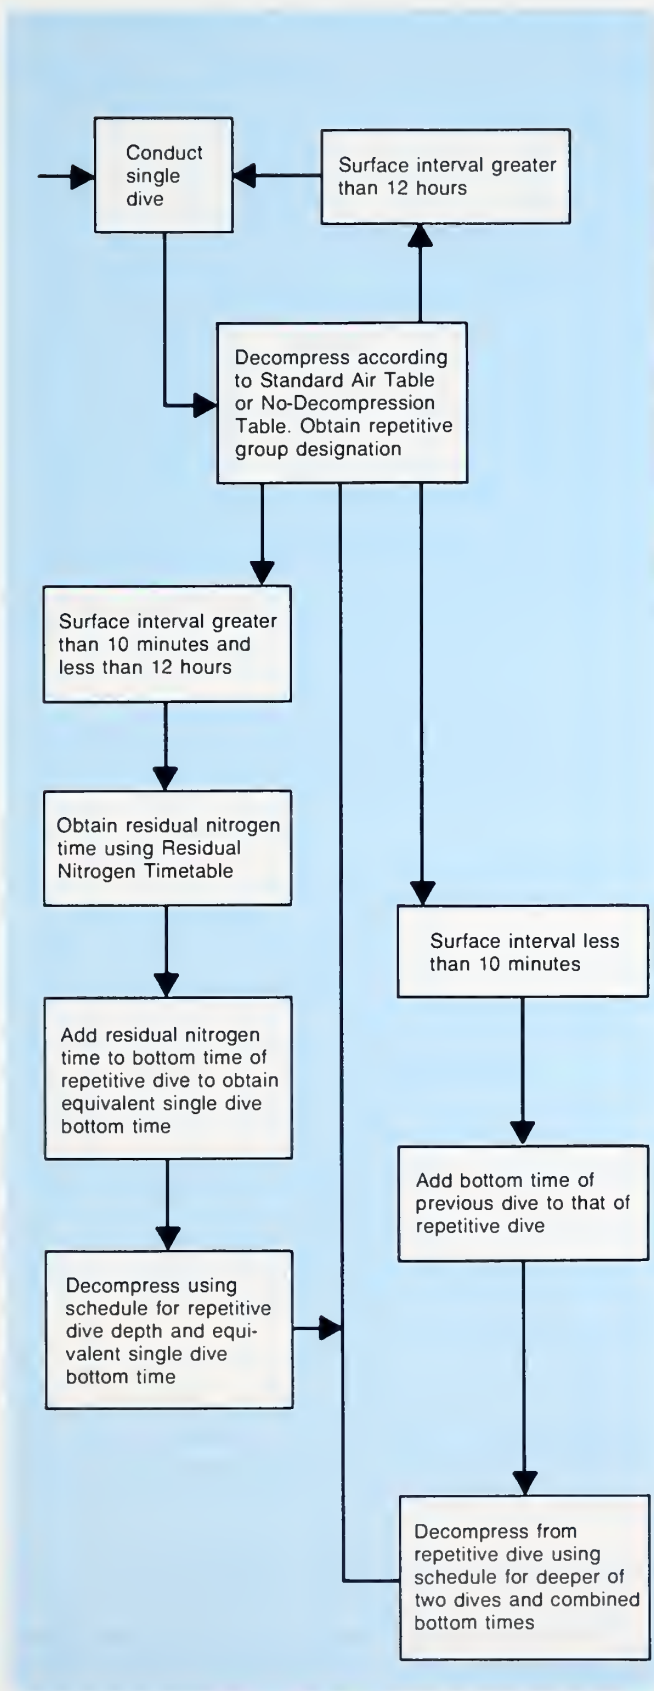 Conduct
single
dive
Surface interval greater
than 12 hours
Decompress according
to Standard Air Table
or No-Decompression
Table. Obtain repetitive
group designation
Surface interval greater
than 10 minutes and
less than 12 hours
Obtain residual nitrogen
time using Residual
Nitrogen Timetable
Surface interval less
than 10 minutes
Add residual nitrogen
time to bottom time of
repetitive dive to obtain
equivalent single dive
bottom time
Add bottom time of
previous dive to that of
repetitive dive
Decompress using
schedule for repetitive
dive depth and equi-
valent single dive
bottom time
Decompress from
repetitive dive using
schedule for deeper of
two dives and combined
bottom times